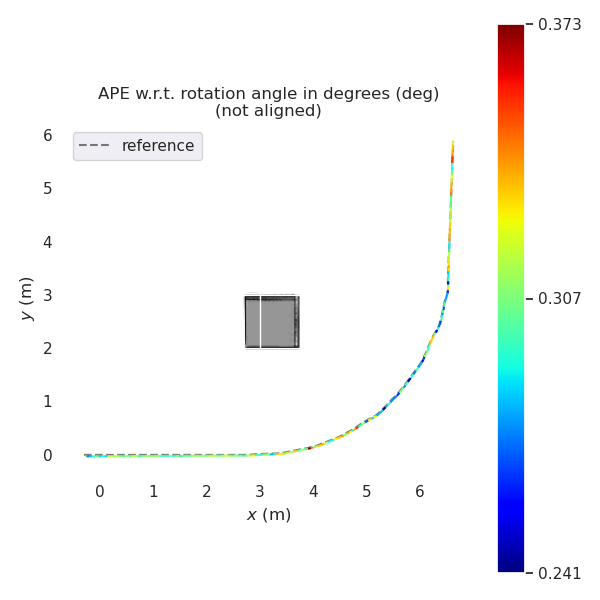 APE w.r.t. rotation angle in degrees (deg)
(not aligned)
reference
6
5
4
3
2
1
0
y (m)
0 1 2 3 4 5 6
x (m)
0.373
0.307
0.241